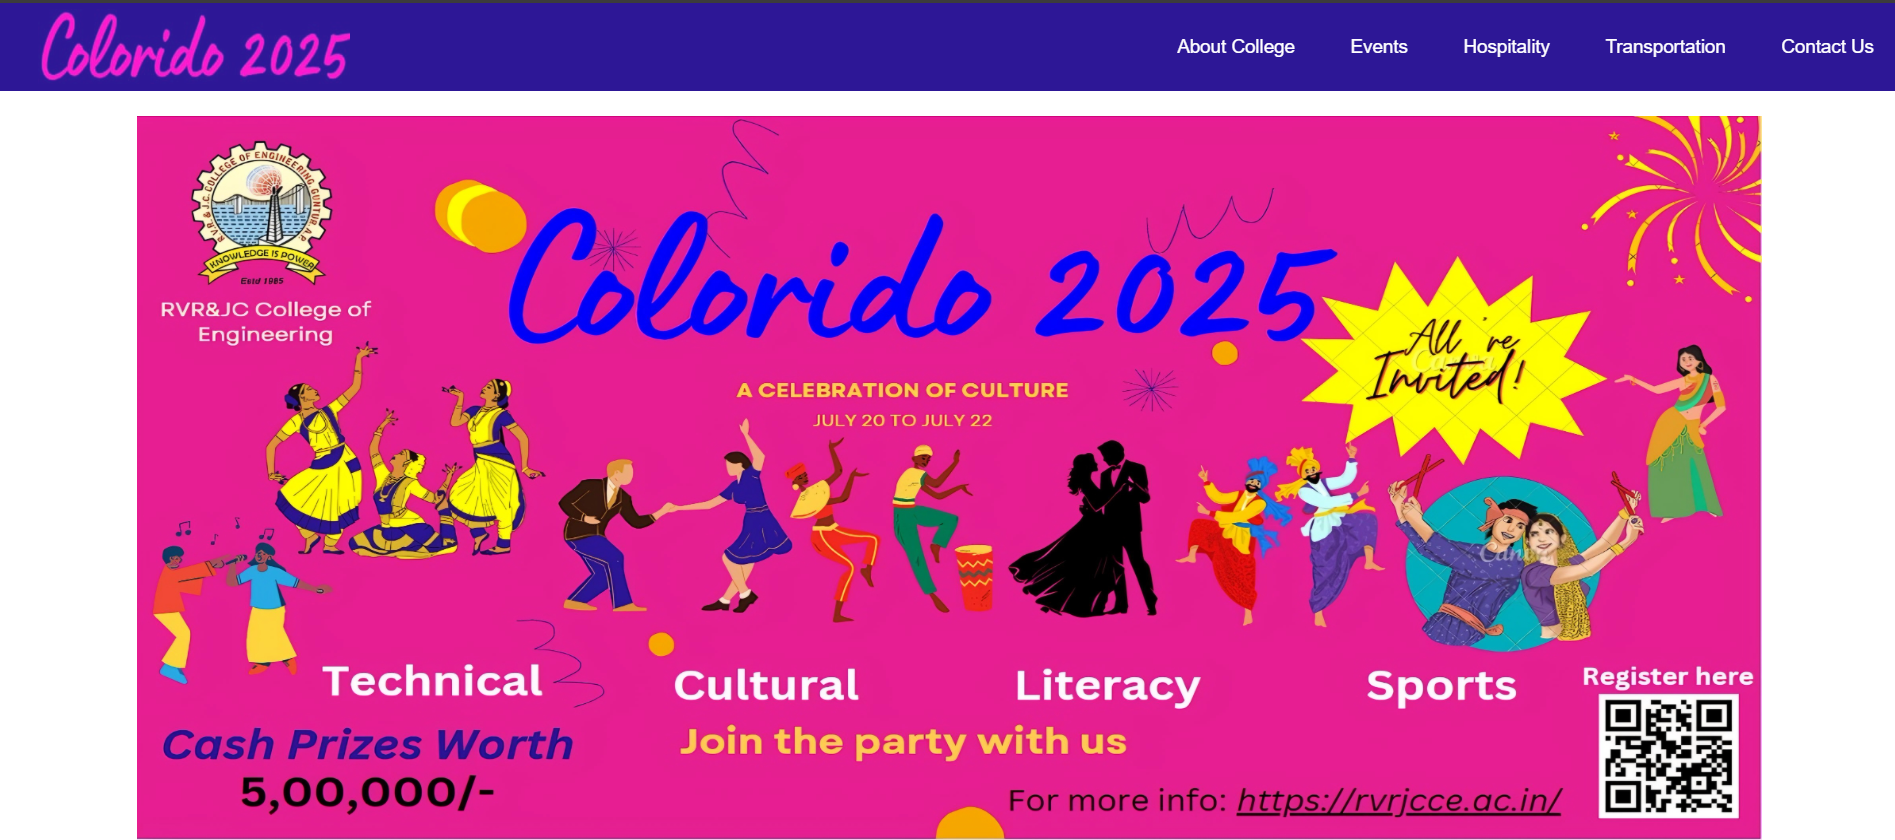 Colorido 2025
About College Events Hospitality Transportation Contact Us
R.V.R. & J.C. COLLEGE OF ENGINEERING, GUNTUR, A.P.
KNOWLEDGE IS POWER
Estd 1985
RVR&JC College of
Engineering
Colorido 2025
All 're
Invited!
A CELEBRATION OF CULTURE
JULY 20 TO JULY 22
Canva
Technical
Cultural
Literacy
Sports
Register here
Cash Prizes Worth
5,00,000/-
Join the party with us
For more info: https://rvrjcce.ac.in/